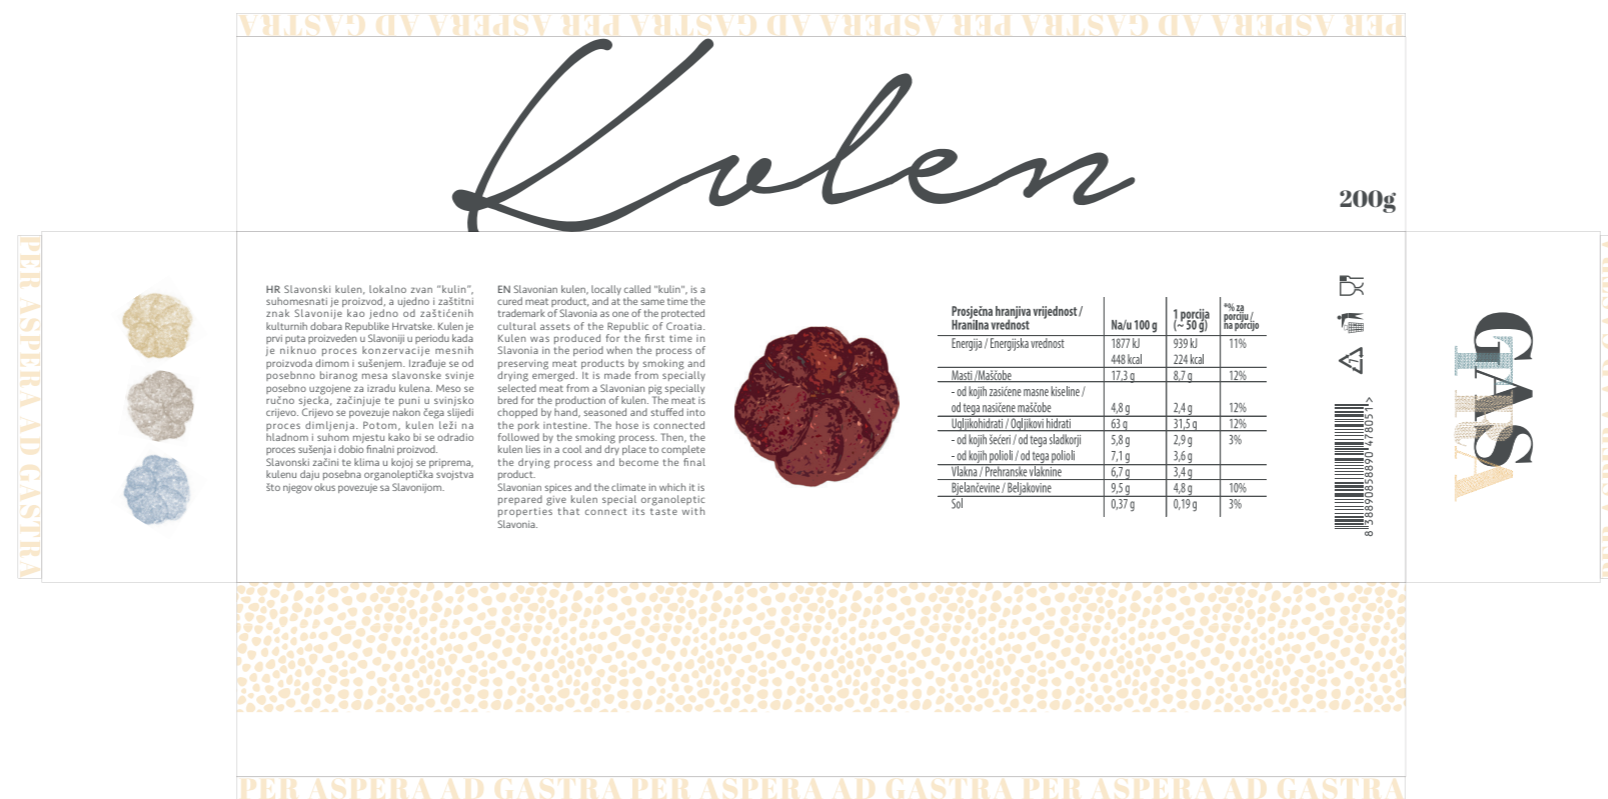 PER ASPERA AD GASTRA PER ASPERA AD GASTRA
Kulen
200g
PER ASPERA AD GASTRA
HR Slavonski kulen, lokalno zvan “kulin”,
suhomesnati je proizvod, a ujedno i zaštitni
znak Slavonije kao jedno od zaštićenih
kulturnih dobara Republike Hrvatske. Kulen je
prvi puta proizveden u Slavoniji u periodu kada
je niknuo proces konzervacije mesnih
proizvoda dimom i sušenjem. Izrađuje se od
posebnno biranog mesa slavonske svinje
posebno uzgojene za izradu kulena. Meso se
ručno sjecka, začinjuje te puni u svinjsko
crijevo. Crijevo se povezuje nakon čega slijedi
proces dimljenja. Potom, kulen leži na
hladnom i suhom mjestu kako bi se odradio
proces sušenja i dobio finalni proizvod.
Slavonski začini te klima u kojoj se priprema,
kulenu daju posebna organoleptička svojstva
što njegov okus povezuje sa Slavonijom.
EN Slavonian kulen, locally called "kulin", is a
cured meat product, and at the same time the
trademark of Slavonia as one of the protected
cultural assets of the Republic of Croatia.
Kulen was produced for the first time in
Slavonia in the period when the process of
preserving meat products by smoking and
drying emerged. It is made from specially
selected meat from a Slavonian pig specially
bred for the production of kulen. The meat is
chopped by hand, seasoned and stuffed into
the pork intestine. The hose is connected
followed by the smoking process. Then, the
kulen lies in a cool and dry place to complete
the drying process and become the final
product.
Slavonian spices and the climate in which it is
prepared give kulen special organoleptic
properties that connect its taste with
Slavonia.
Prosječna hranjiva vrijednost / Hranilna vrednost Na/u 100 g 1 porcija (~ 50 g) *% za porciju / na porcijo
Energija / Energijska vrednost 1877 kJ 939 kJ 11%
448 kcal 224 kcal
Masti /Maščobe 17,3 g 8,7 g 12%
- od kojih zasićene masne kiseline /
od tega nasičene maščobe 4,8 g 2,4 g 12%
Ugljikohidrati / Ogljikovi hidrati 63 g 31,5 g 12%
- od kojih šećeri / od tega sladkorji 5,8 g 2,9 g 3%
- od kojih polioli / od tega polioli 7,1 g 3,6 g
Vlakna / Prehranske vlaknine 6,7 g 3,4 g
Bjelančevine / Beljakovine 9,5 g 4,8 g 10%
Sol 0,37 g 0,19 g 3%
8"388908588907478051">
PER ASPERA AD GASTRA PER ASPERA AD GASTRA